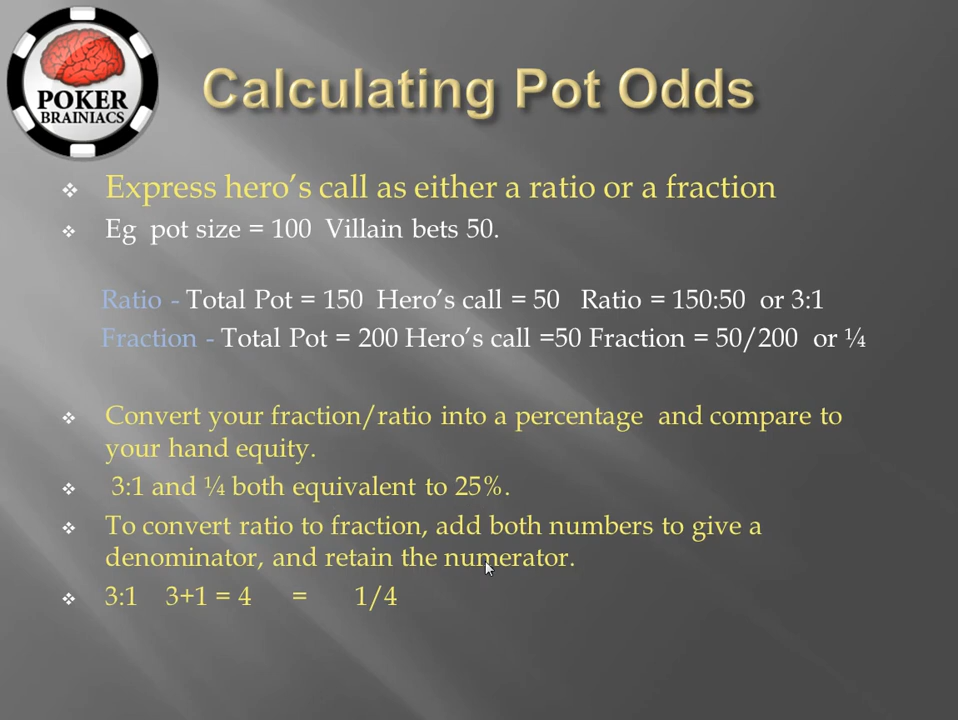 POKER
BRAINIACS
Calculating Pot Odds
Express hero’s call as either a ratio or a fraction
Eg pot size = 100 Villain bets 50.
Ratio - Total Pot = 150 Hero’s call = 50 Ratio = 150:50 or 3:1
Fraction - Total Pot = 200 Hero’s call =50 Fraction = 50/200 or ¼
Convert your fraction/ratio into a percentage and compare to
your hand equity.
3:1 and ¼ both equivalent to 25%.
To convert ratio to fraction, add both numbers to give a
denominator, and retain the numerator.
3:1 3+1 = 4 = 1/4